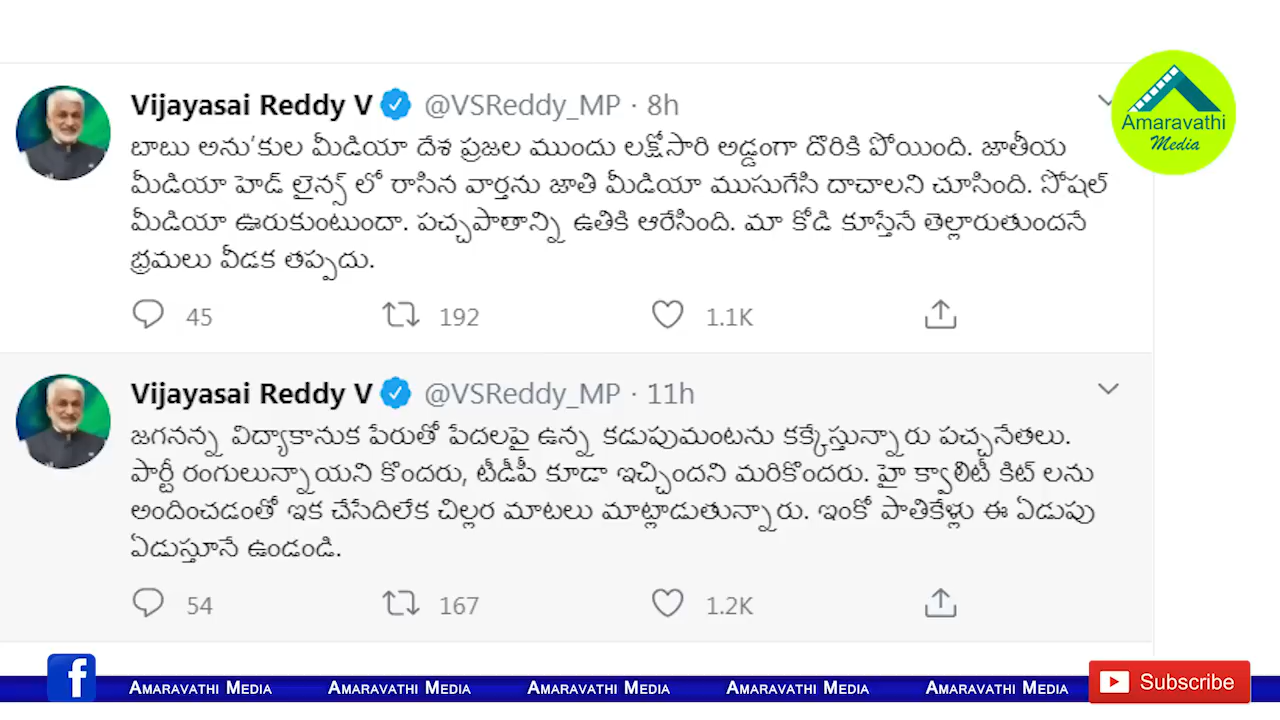 Vijayasai Reddy V @VSReddy_MP · 8h
బాబు అను'కుల మీడియా దేశ ప్రజల ముందు లక్షోసారి అడ్డంగా దొరికి పోయింది. జాతీయ
మీడియా హెడ్ లైన్స్ లో రాసిన వార్తను జాతి మీడియా ముసుగేసి దాచాలని చూసింది. సోషల్
మీడియా ఊరుకుంటుందా. పచ్చపాతాన్ని ఉతికి ఆరేసింది. మా కోడి కూస్తేనే తెల్లారుతుందనే
భ్రమలు వీడక తప్పదు.
45 192 1.1K
Vijayasai Reddy V @VSReddy_MP · 11h
జగనన్న విద్యాకానుక పేరుతో పేదలపై ఉన్న కడుపుమంటను కక్కేస్తున్నారు పచ్చనేతలు.
పార్టీ రంగులున్నాయని కొందరు, టీడీపీ కూడా ఇచ్చిందని మరికొందరు. హై క్వాలిటీ కిట్ లను
అందించడంతో ఇక చేసేదిలేక చిల్లర మాటలు మాట్లాడుతున్నారు. ఇంకో పాతికేళ్లు ఈ ఏడుపు
ఏడుస్తూనే ఉండండి.
54 167 1.2K
Amaravathi
Media
f Amaravathi Media Amaravathi Media Amaravathi Media Amaravathi Media Amaravathi Media Subscribe